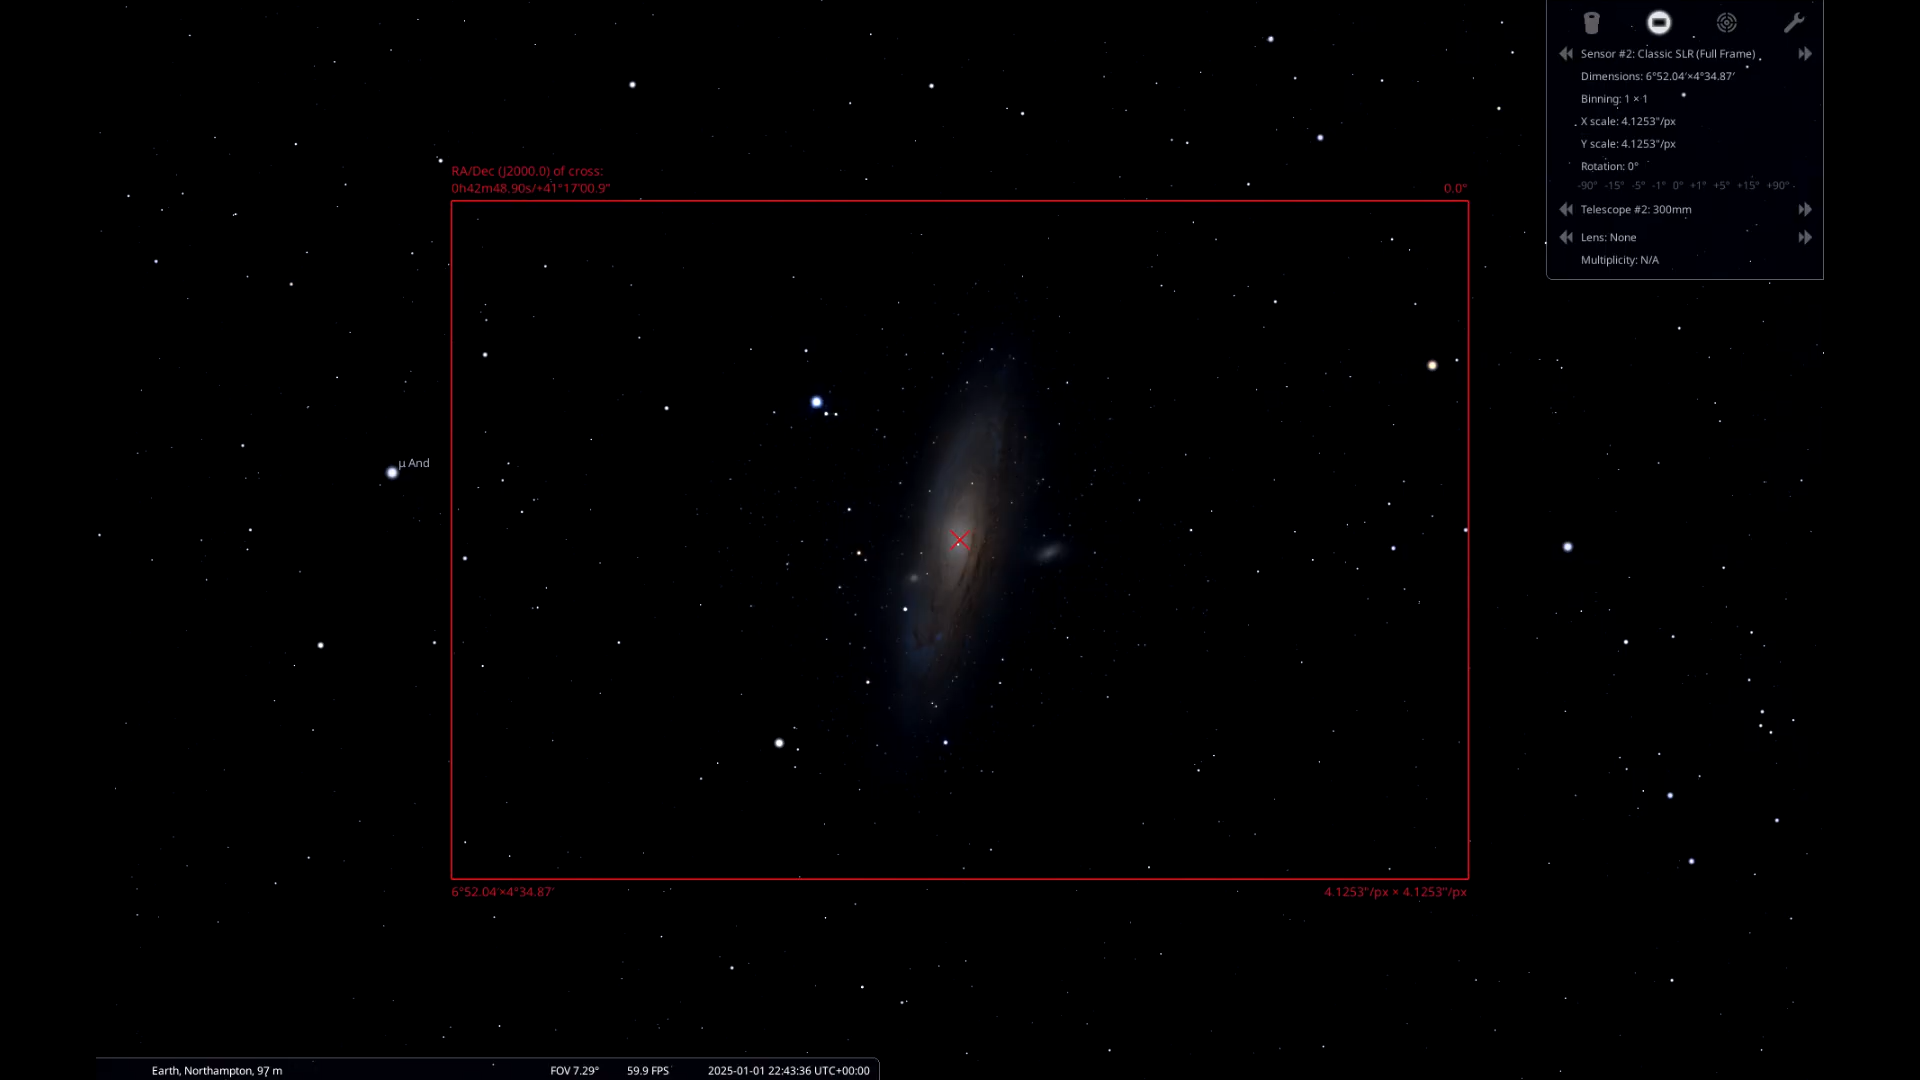 Sensor #2: Classic SLR (Full Frame)
Dimensions: 6°52.04'×4°34.87'
Binning: 1 × 1
X scale: 4.1253"/px
Y scale: 4.1253"/px
Rotation: 0°
-90° -15° -5° -1° 0° +1° +5° +15° +90°
Telescope #2: 300mm
Lens: None
Multiplicity: N/A
RA/Dec (J2000.0) of cross:
0h42m48.90s/+41°17'00.9"
0.0°
μ And
6°52.04'×4°34.87'
4.1253"/px × 4.1253"/px
Earth, Northampton, 97 m
FOV 7.29°
59.9 FPS
2025-01-01 22:43:36 UTC+00:00